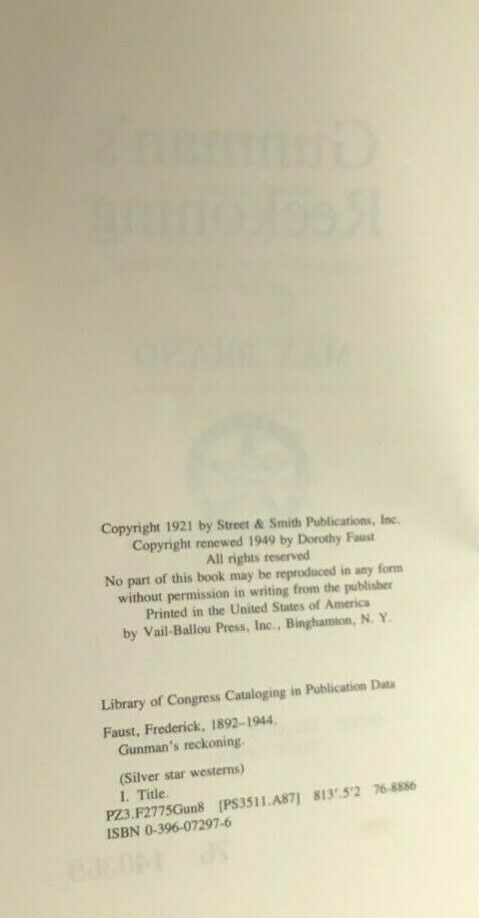 Copyright 1921 by Street & Smith Publications, Inc.
Copyright renewed 1949 by Dorothy Faust
All rights reserved
No part of this book may be reproduced in any form
without permission in writing from the publisher
Printed in the United States of America
by Vail-Ballou Press, Inc., Binghamton, N. Y.
Library of Congress Cataloging in Publication Data
Faust, Frederick, 1892–1944.
Gunman's reckoning.
(Silver star westerns)
I. Title.
PZ3.F2775Gun8 [PS3511.A87] 813'.5'2 76-8886
ISBN 0-396-07297-6